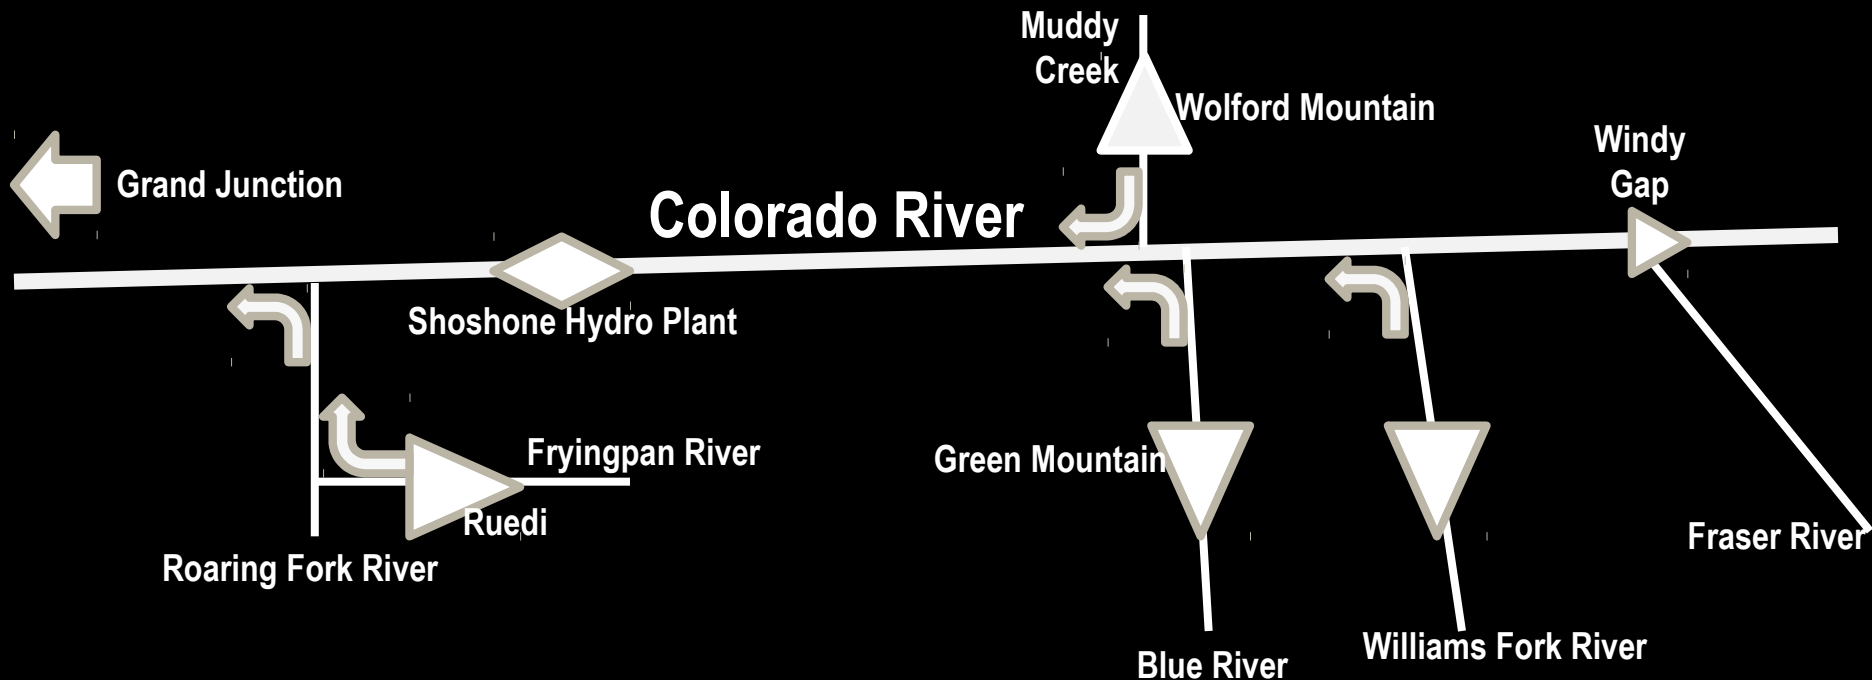 Muddy
Creek
Wolford Mountain
Windy
Gap
Grand Junction
Colorado River
Shoshone Hydro Plant
Fryingpan River
Green Mountain
Ruedi
Fraser River
Roaring Fork River
Williams Fork River
Blue River